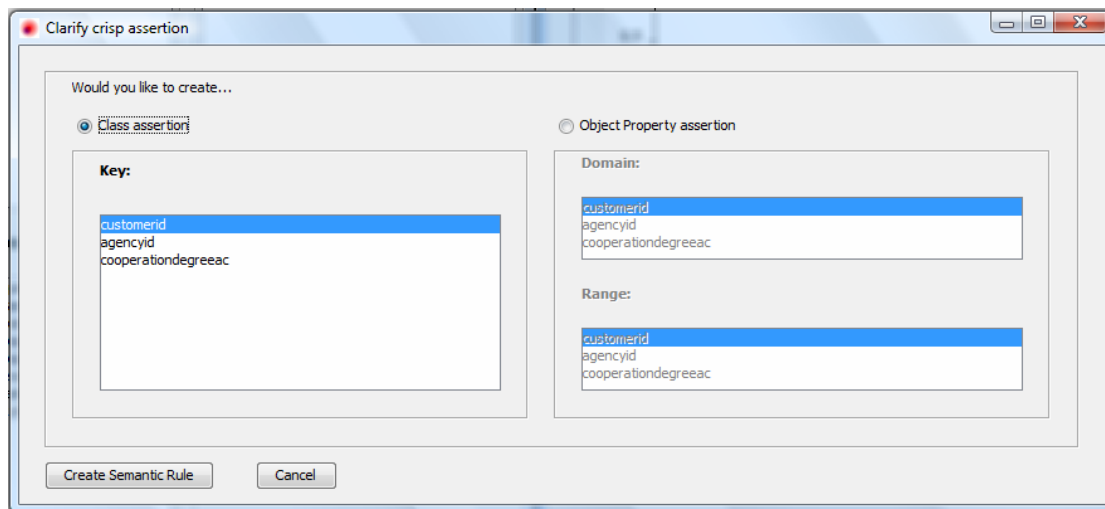 Clarify crisp assertion
Would you like to create...
Class assertion
Object Property assertion
Key:
customerid
agencyid
cooperationdegreeac
Domain:
customerid
agencyid
cooperationdegreeac
Range:
customerid
agencyid
cooperationdegreeac
Create Semantic Rule
Cancel